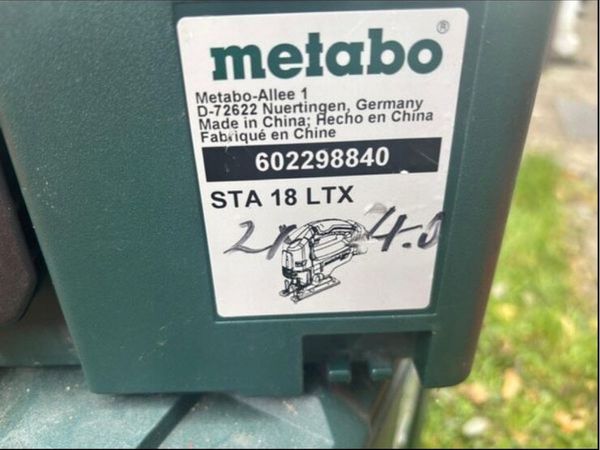 metabo®
Metabo-Allee 1
D-72622 Nuertingen, Germany
Made in China; Hecho en China
Fabriqué en Chine
602298840
STA 18 LTX
2x 4.0